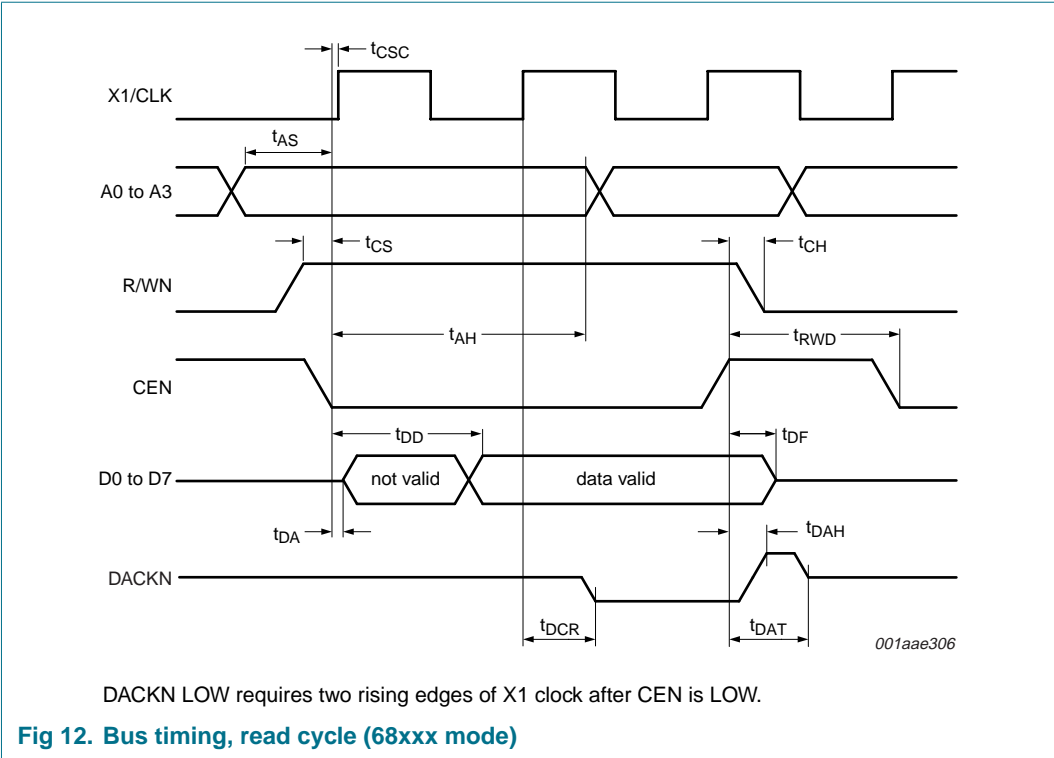 tCSC
X1/CLK
tAS
A0 to A3
tCS
tCH
R/WN
tAH
tRWD
CEN
tDD
tDF
D0 to D7
not valid
data valid
tDA
tDAH
DACKN
tDCR
tDAT
001aae306
DACKN LOW requires two rising edges of X1 clock after CEN is LOW.
Fig 12. Bus timing, read cycle (68xxx mode)